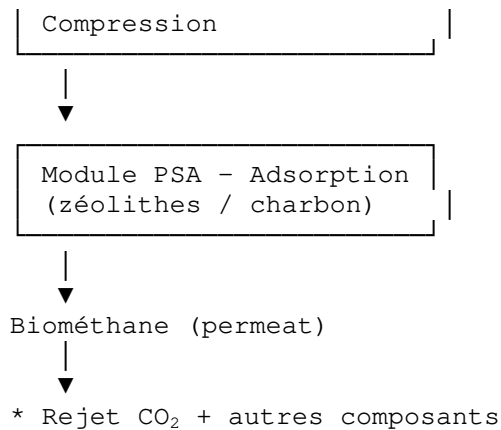 Compression
Module PSA – Adsorption
(zéolithes / charbon)
Biométhane (permeat)
* Rejet CO₂ + autres composants